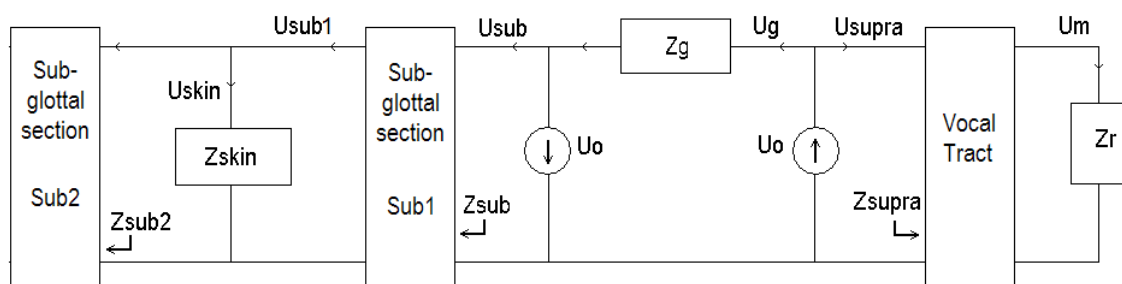 Usub1
Usub
Zg
Ug
Usupra
Um
Sub-
glottal
section
Sub2
Uskin
Zskin
Zsub2
Sub-
glottal
section
Sub1
Zsub
Uo
Uo
Zsupra
Vocal
Tract
Zr